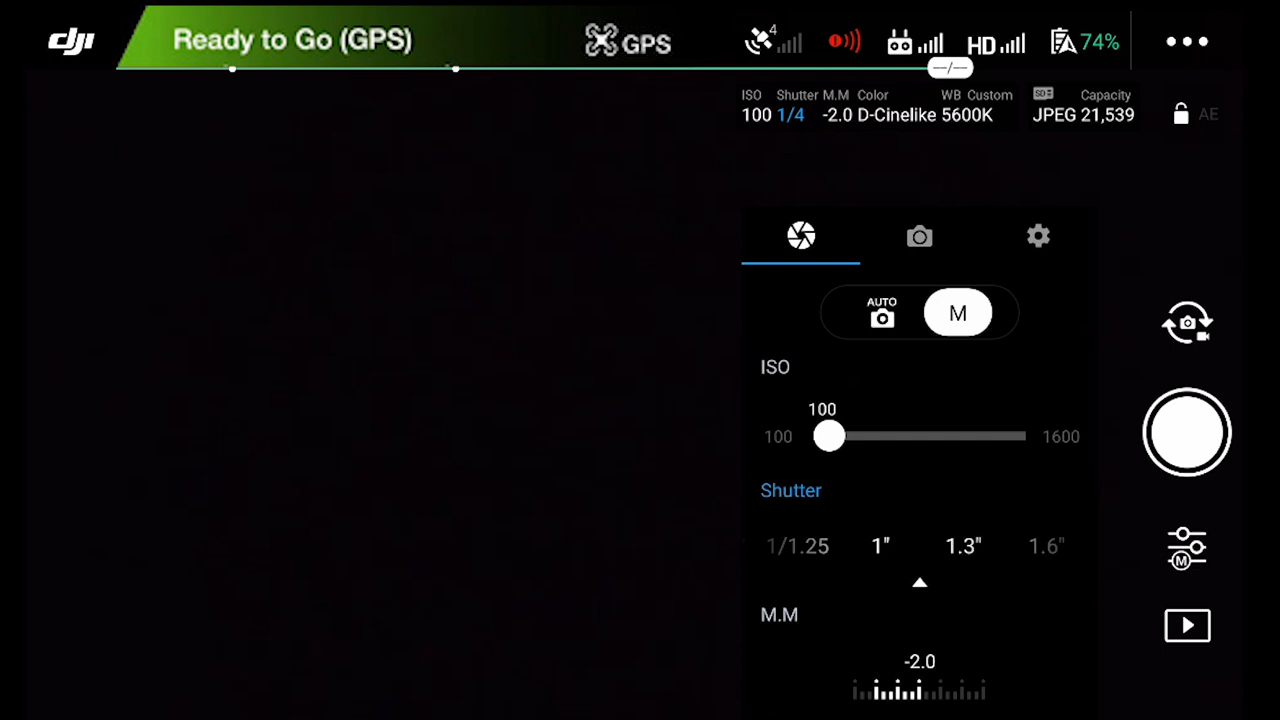 dji Ready to Go (GPS) GPS 4 HD 74%
--/--
ISO Shutter M.M Color WB Custom SD Capacity
100 1/4 -2.0 D-Cinelike 5600K JPEG 21,539 AE
AUTO M
ISO
100
100 1600
Shutter
1/1.25 1" 1.3" 1.6"
M
M.M
-2.0